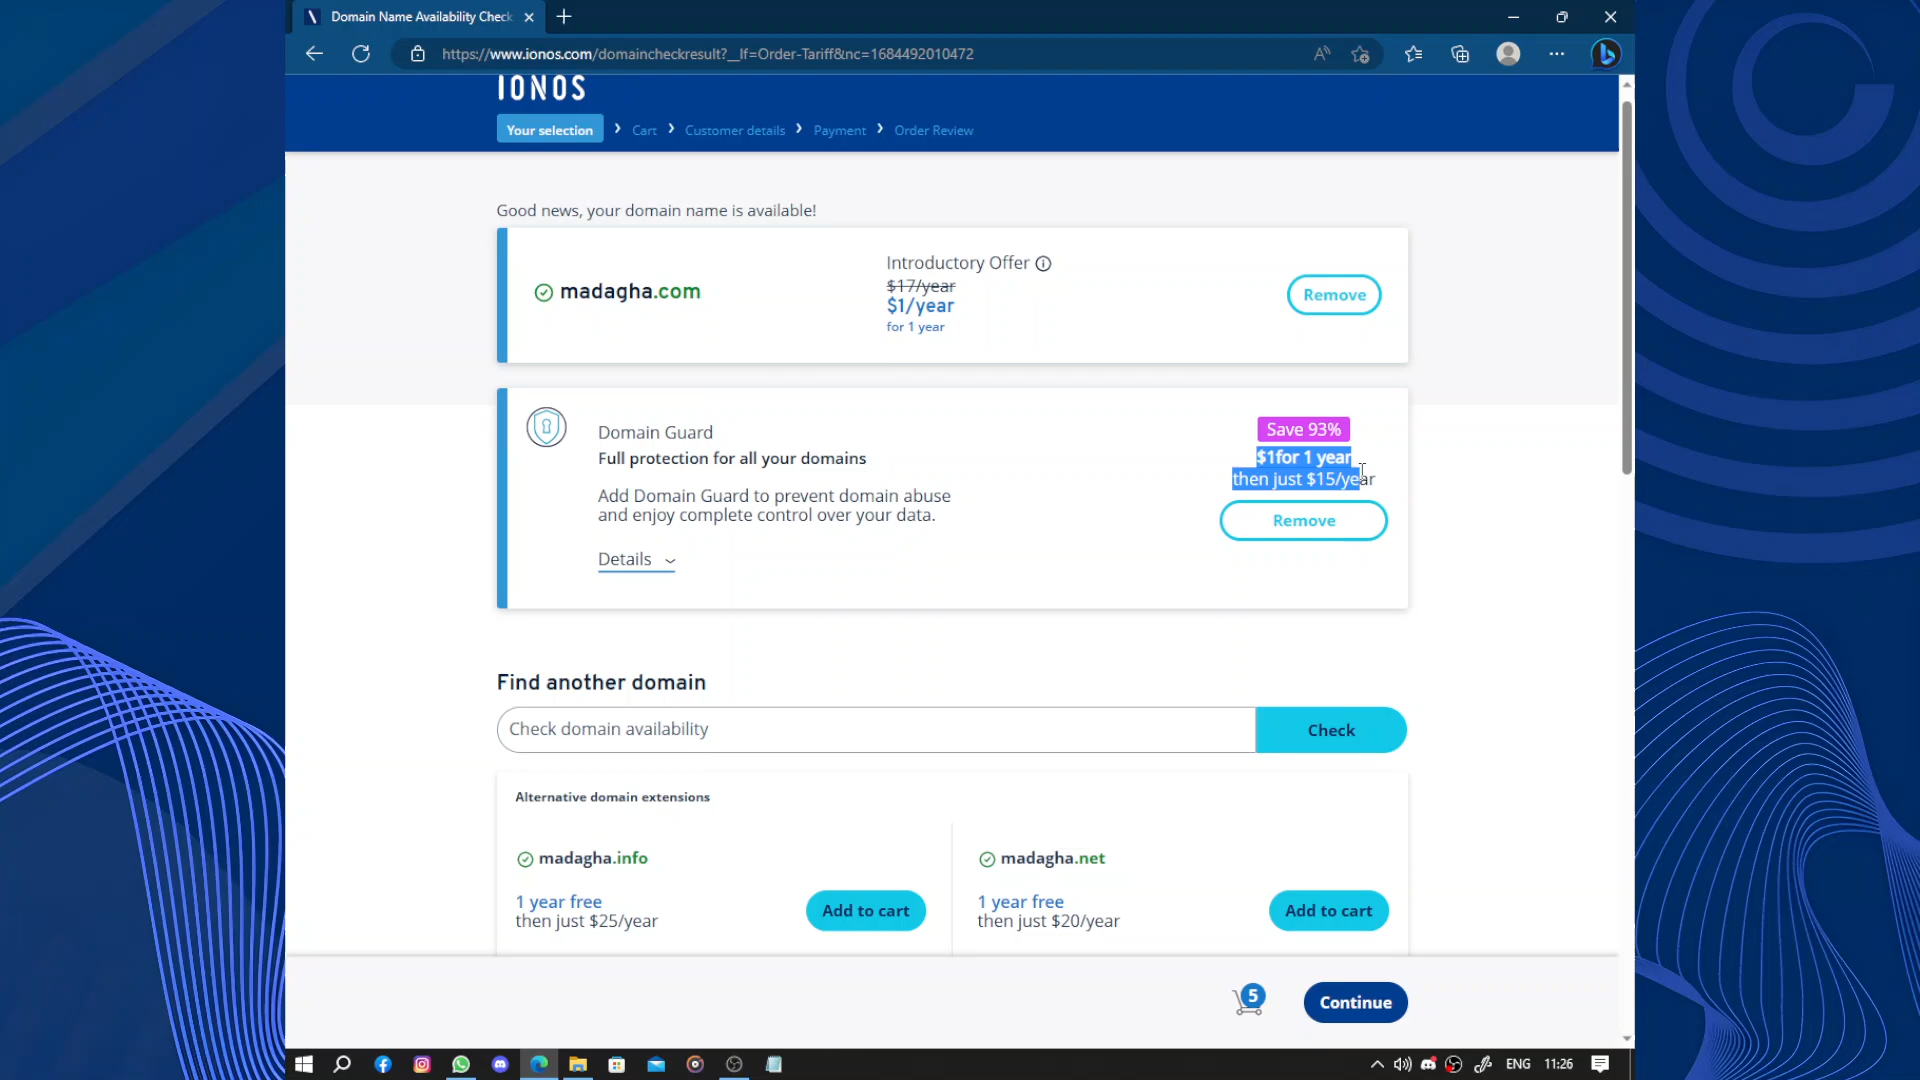 Domain Name Availability Check
https://www.ionos.com/domaincheckresult?__lf=Order-Tariff&nc=1684492010472
IONOS
Your selection
Cart
Customer details
Payment
Order Review
Good news, your domain name is available!
madagha.com
Introductory Offer
$17/year
$1/year
for 1 year
Remove
Domain Guard
Full protection for all your domains
Add Domain Guard to prevent domain abuse
and enjoy complete control over your data.
Details
Save 93%
$1for 1 year
then just $15/year
Remove
Find another domain
Check domain availability
Check
Alternative domain extensions
madagha.info
1 year free
then just $25/year
Add to cart
madagha.net
1 year free
then just $20/year
Add to cart
5
Continue
ENG
11:26